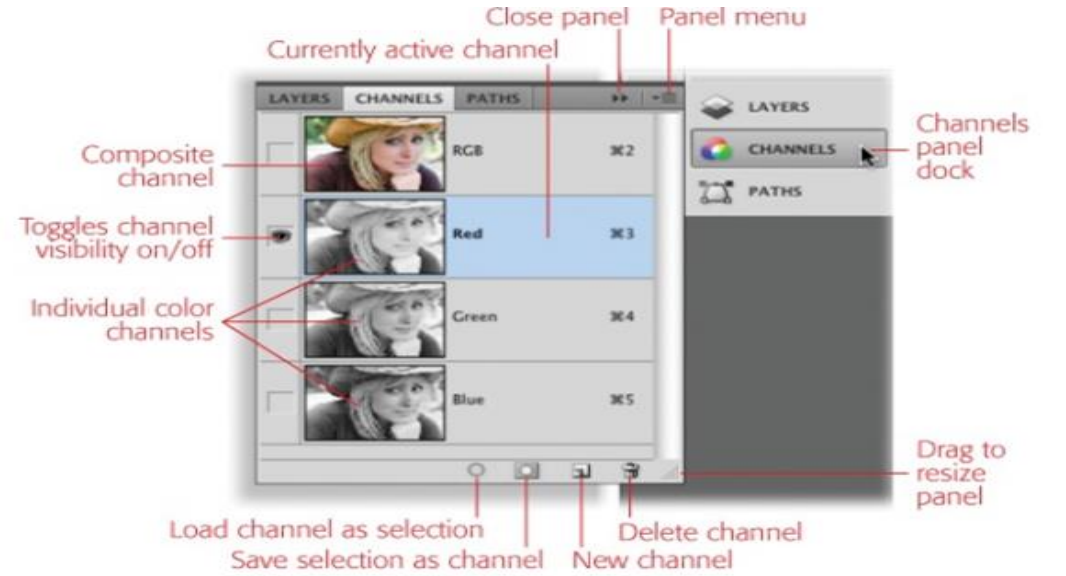 Close panel
Panel menu
Currently active channel
LAYERS
CHANNELS
PATHS
LAYERS
Channels
panel
dock
CHANNELS
PATHS
Composite
channel
RGB
⌘2
Toggles channel
visibility on/off
Red
⌘3
Individual color
channels
Green
⌘4
Blue
⌘5
Drag to
resize
panel
Load channel as selection
Delete channel
Save selection as channel
New channel